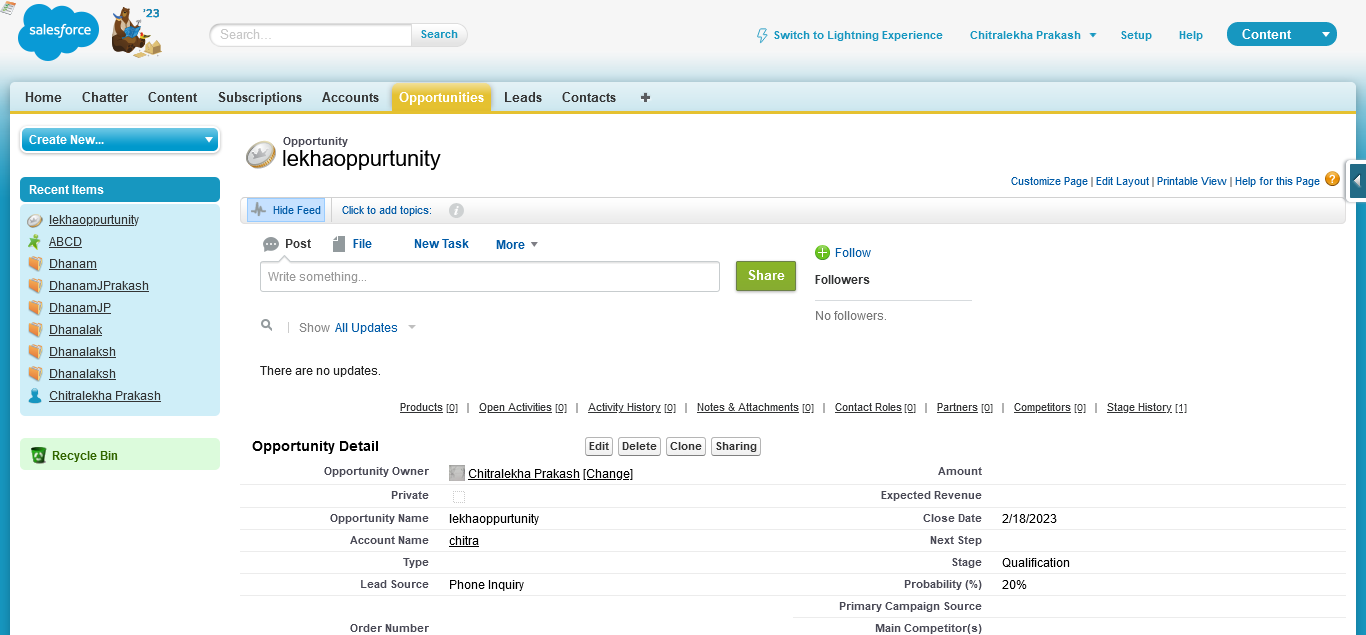 salesforce
'23
Search...
Search
Switch to Lightning Experience
Chitralekha Prakash
Setup
Help
Content
Home
Chatter
Content
Subscriptions
Accounts
Opportunities
Leads
Contacts
+
Create New...
Recent Items
lekhaoppurtunity
ABCD
Dhanam
DhanamJPrakash
DhanamJP
Dhanalak
Dhanalaksh
Dhanalaksh
Chitralekha Prakash
Recycle Bin
Opportunity
lekhaoppurtunity
Customize Page | Edit Layout | Printable View | Help for this Page ?
Hide Feed
Click to add topics:
i
Post
File
New Task
More
Write something...
Share
Follow
Followers
No followers.
Show All Updates
There are no updates.
Products [0] | Open Activities [0] | Activity History [0] | Notes & Attachments [0] | Contact Roles [0] | Partners [0] | Competitors [0] | Stage History [1]
Opportunity Detail
Edit
Delete
Clone
Sharing
Opportunity Owner Chitralekha Prakash [Change] Amount
Private Expected Revenue
Opportunity Name lekhaoppurtunity Close Date 2/18/2023
Account Name chitra Next Step
Type Stage Qualification
Lead Source Phone Inquiry Probability (%) 20%
Primary Campaign Source
Order Number Main Competitor(s)